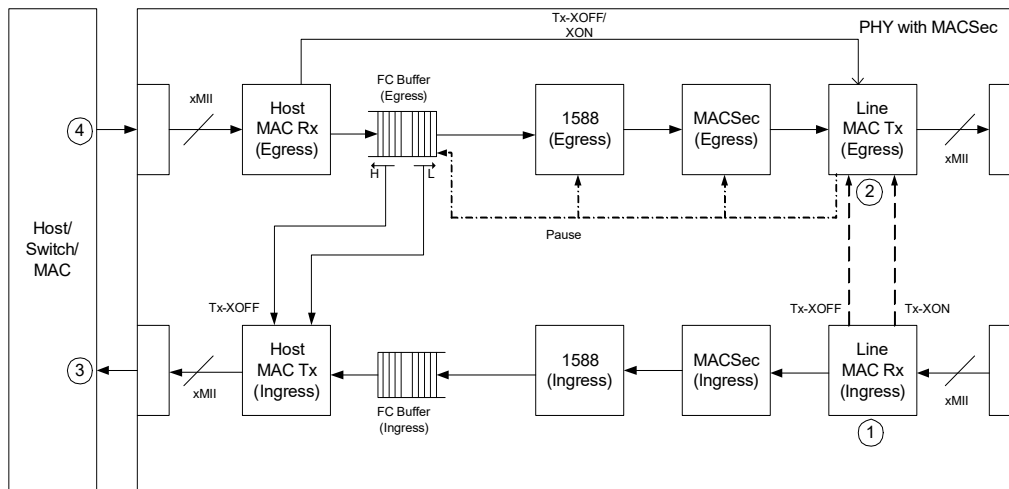 Tx-XOFF/
XON
PHY with MACSec
xMII
FC Buffer
(Egress)
Host
MAC Rx
(Egress)
1588
(Egress)
MACSec
(Egress)
Line
MAC Tx
(Egress)
xMII
4
H
L
2
Pause
Host/
Switch/
MAC
Tx-XOFF
Tx-XOFF
Tx-XON
3
xMII
Host
MAC Tx
(Ingress)
FC Buffer
(Ingress)
1588
(Ingress)
MACSec
(Ingress)
Line
MAC Rx
(Ingress)
xMII
1